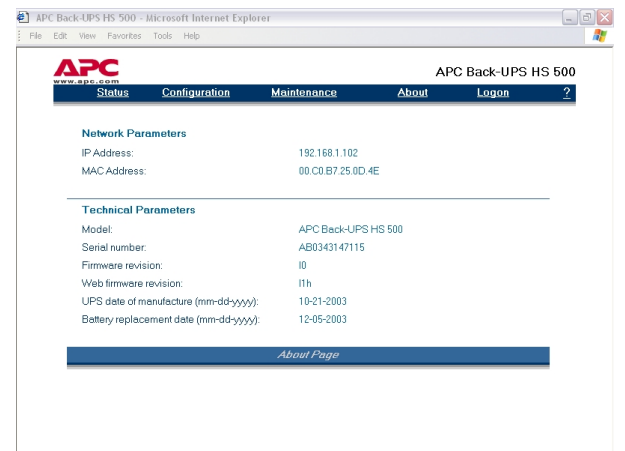 APC Back-UPS HS 500 - Microsoft Internet Explorer
File Edit View Favorites Tools Help
APC
www.apc.com
APC Back-UPS HS 500
Status Configuration Maintenance About Logon ?
Network Parameters
IP Address: 192.168.1.102
MAC Address: 00.C0.B7.25.0D.4E
Technical Parameters
Model: APC Back-UPS HS 500
Serial number: AB0343147115
Firmware revision: I0
Web firmware revision: I1h
UPS date of manufacture (mm-dd-yyyy): 10-21-2003
Battery replacement date (mm-dd-yyyy): 12-05-2003
About Page